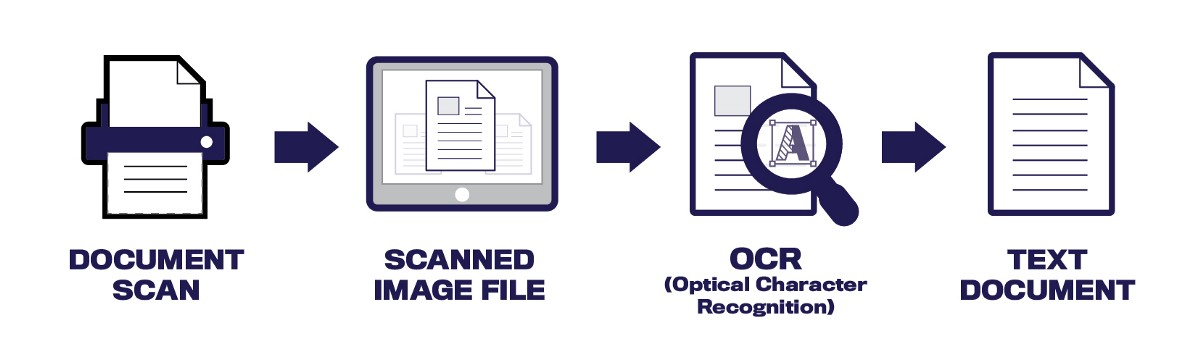 DOCUMENT
SCAN
SCANNED
IMAGE FILE
OCR
(Optical Character
Recognition)
A
TEXT
DOCUMENT